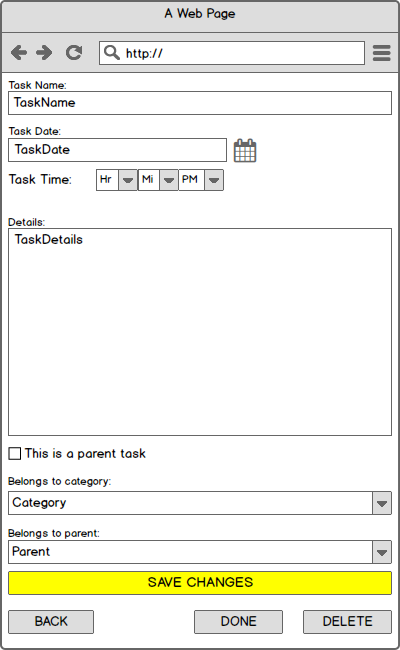 A Web Page
http://
Task Name:
TaskName
Task Date:
TaskDate
Task Time: Hr Mi PM
Details:
TaskDetails
This is a parent task
Belongs to category:
Category
Belongs to parent:
Parent
SAVE CHANGES
BACK DONE DELETE